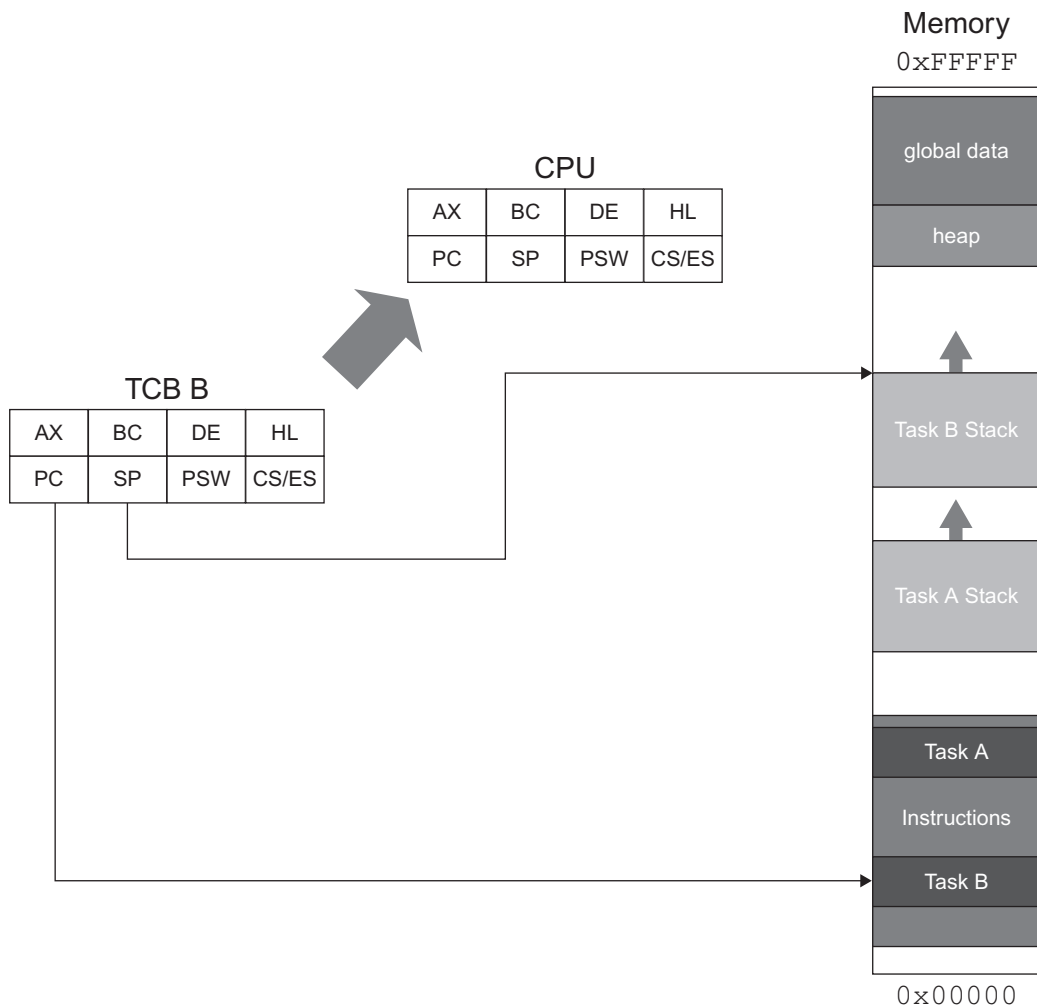 Memory
0xFFFFF
global data
heap
CPU
AX BC DE HL
PC SP PSW CS/ES
TCB B
AX BC DE HL
PC SP PSW CS/ES
Task B Stack
Task A Stack
Task A
Instructions
Task B
0x00000